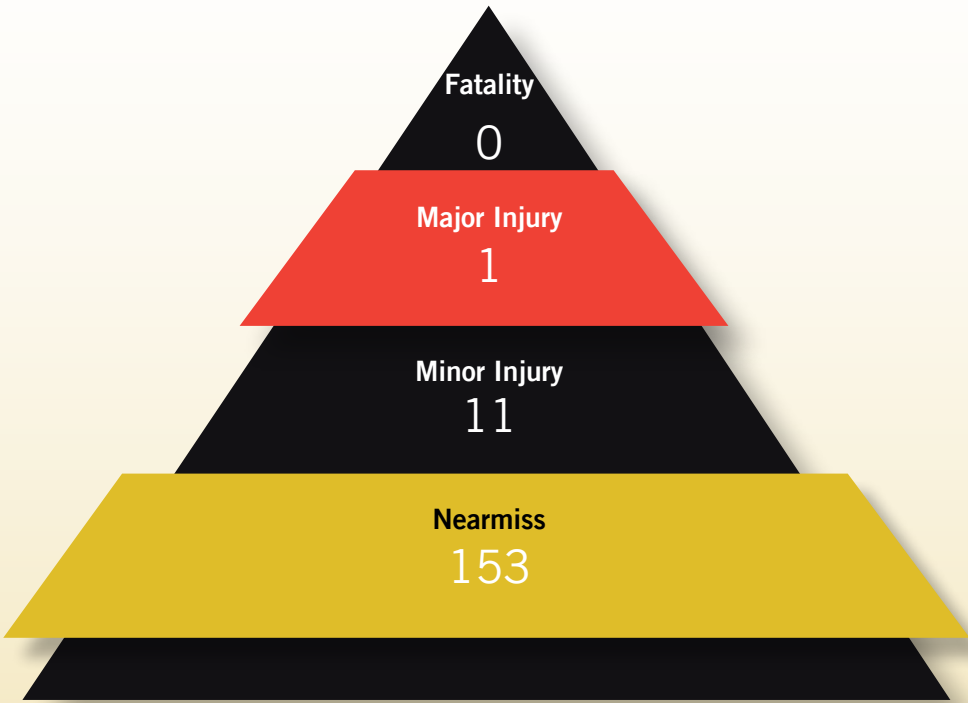 Fatality
0
Major Injury
1
Minor Injury
11
Nearmiss
153